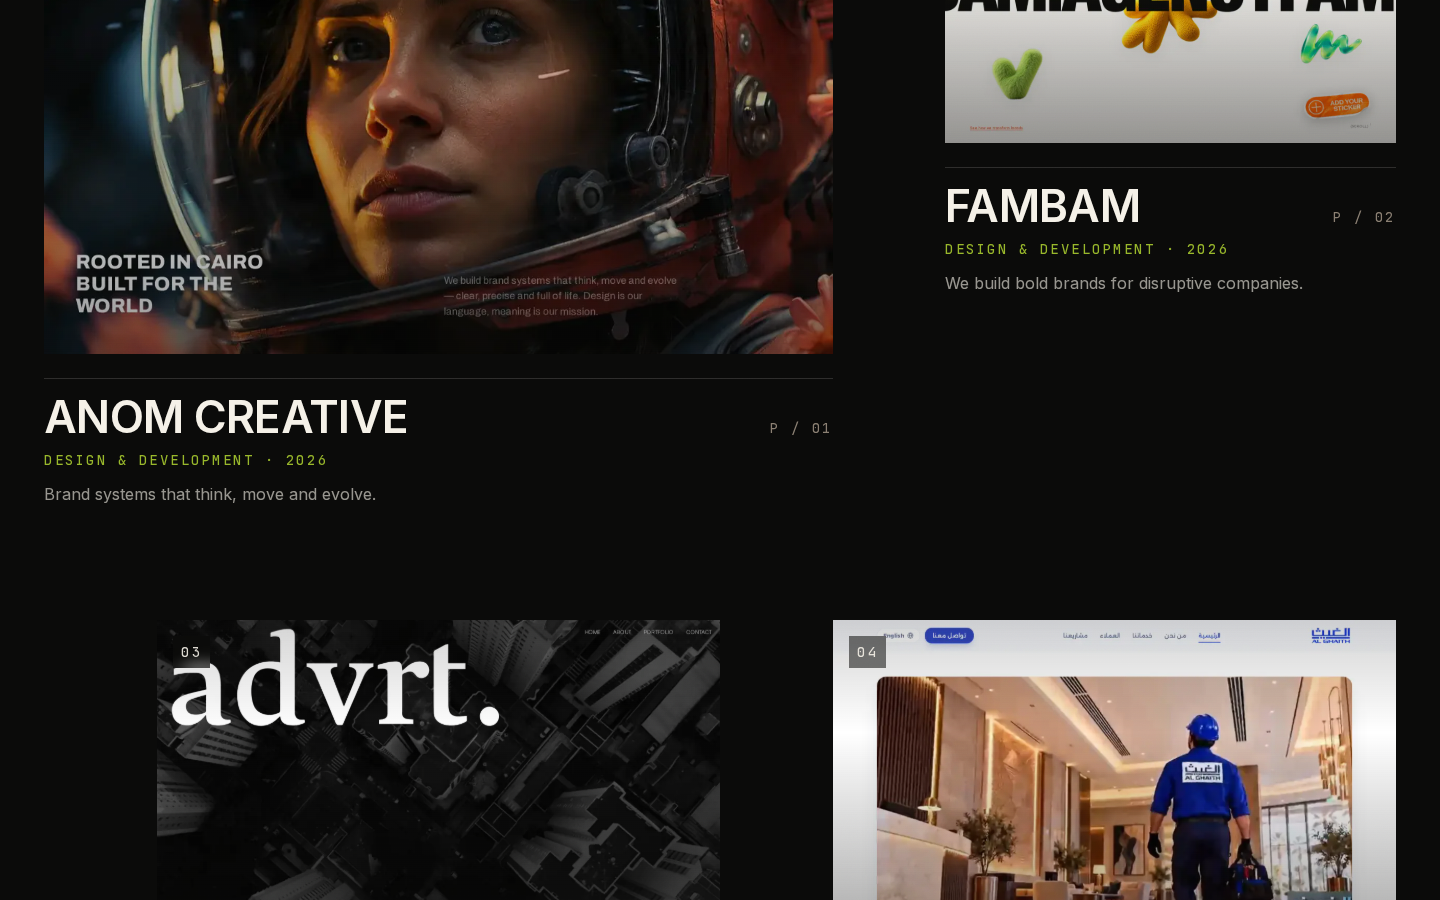 ADD YOUR
STICKER
FAMBAM
P / 02
DESIGN & DEVELOPMENT · 2026
We build bold brands for disruptive companies.
ROOTED IN CAIRO
BUILT FOR THE
WORLD
We build brand systems that think, move and evolve
— clear, precise and full of life. Design is our
language, meaning is our mission.
ANOM CREATIVE
P / 01
DESIGN & DEVELOPMENT · 2026
Brand systems that think, move and evolve.
03
HOME ABOUT PORTFOLIO CONTACT
advrt.
04
English
تواصل معنا
مشاريعنا
العملاء
خدماتنا
من نحن
الرئيسية
الغيث
AL GHAITH
الغيث
AL GHAITH